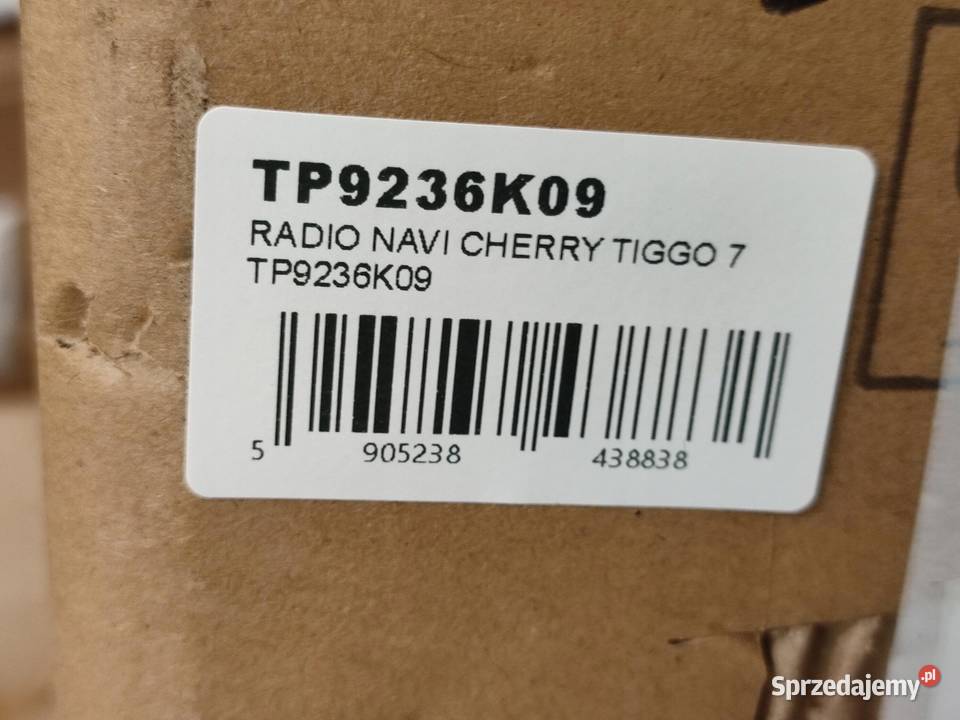 TP9236K09
RADIO NAVI CHERRY TIGGO 7
TP9236K09
5 905238 438838
Sprzedajemy.pl